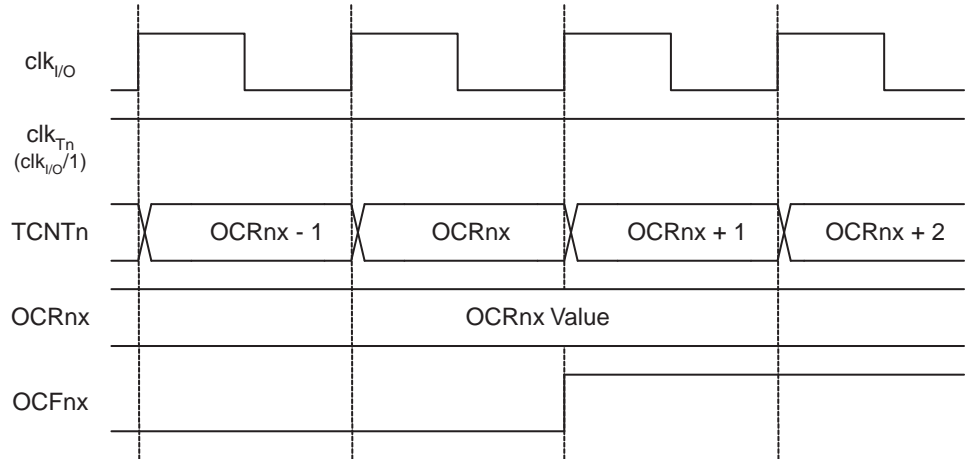 clkI/O
clkTn
(clkI/O/1)
TCNTn
OCRnx - 1
OCRnx
OCRnx + 1
OCRnx + 2
OCRnx
OCRnx Value
OCFnx